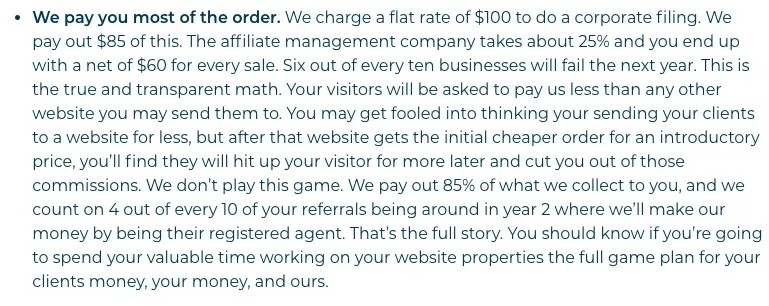 • We pay you most of the order. We charge a flat rate of $100 to do a corporate filing. We
pay out $85 of this. The affiliate management company takes about 25% and you end up
with a net of $60 for every sale. Six out of every ten businesses will fail the next year. This is
the true and transparent math. Your visitors will be asked to pay us less than any other
website you may send them to. You may get fooled into thinking your sending your clients
to a website for less, but after that website gets the initial cheaper order for an introductory
price, you’ll find they will hit up your visitor for more later and cut you out of those
commissions. We don’t play this game. We pay out 85% of what we collect to you, and we
count on 4 out of every 10 of your referrals being around in year 2 where we’ll make our
money by being their registered agent. That’s the full story. You should know if you’re going
to spend your valuable time working on your website properties the full game plan for your
clients money, your money, and ours.